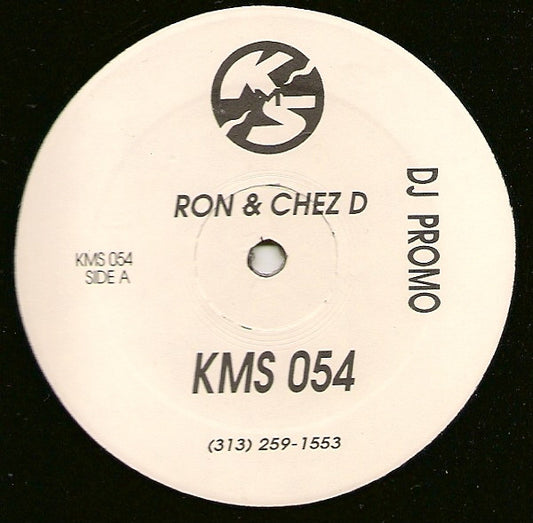 KMS
RON & CHEZ D
DJ PROMO
KMS 054
SIDE A
KMS 054
(313) 259-1553